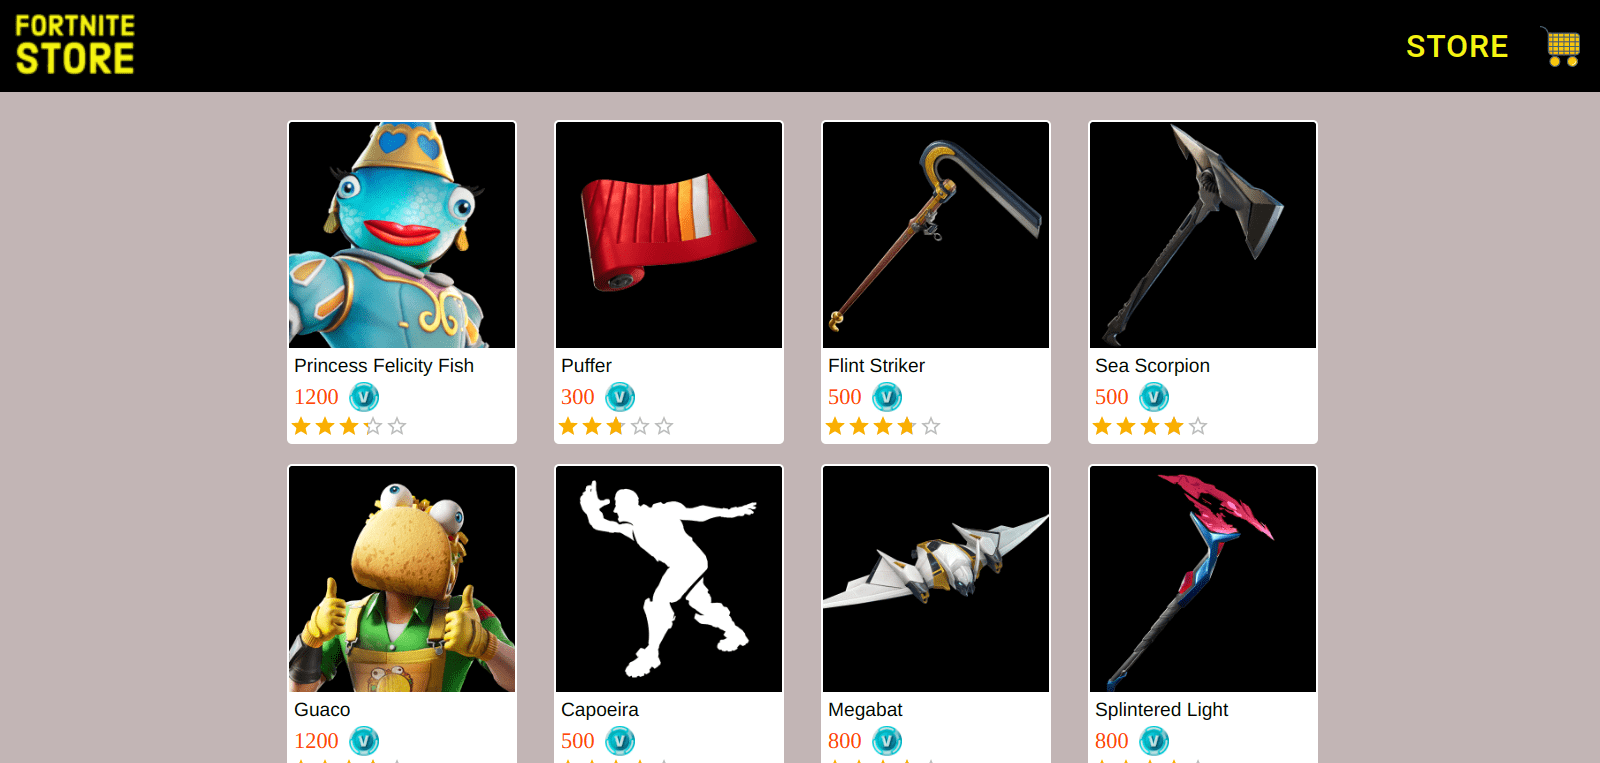 FORTNITE
STORE
STORE
Princess Felicity Fish
1200 V
Puffer
300 V
Flint Striker
500 V
Sea Scorpion
500 V
Guaco
1200 V
Capoeira
500 V
Megabat
800 V
Splintered Light
800 V